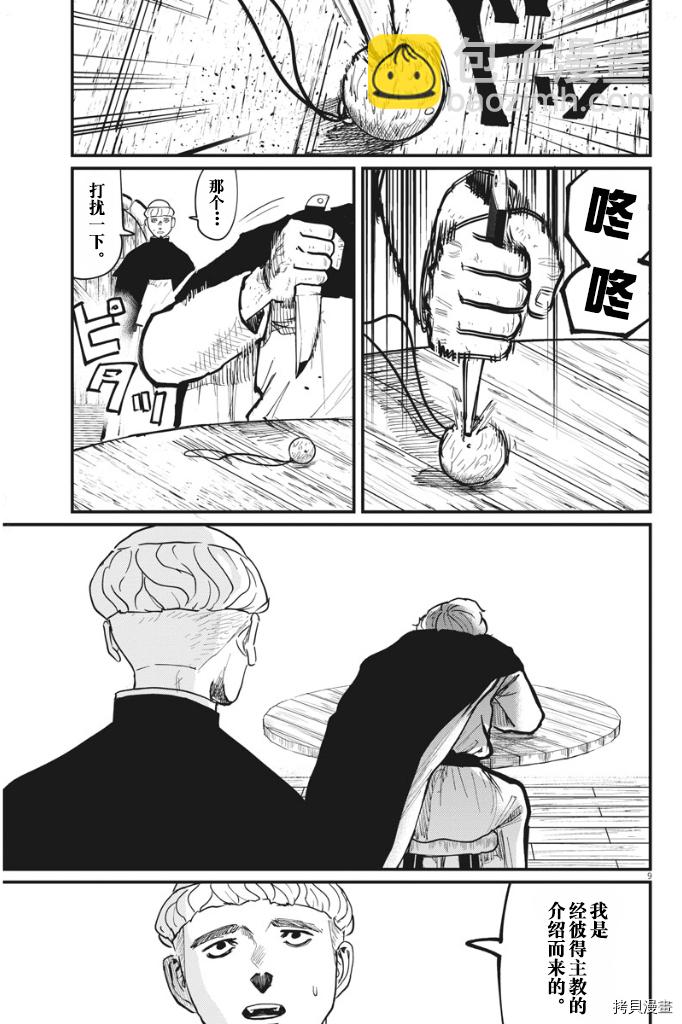 包子漫畫
baozimh.com
咚
咚
那个…
打扰一下。
ピタッ
9
我是
经彼得主教的
介绍而来的。
拷貝漫畫